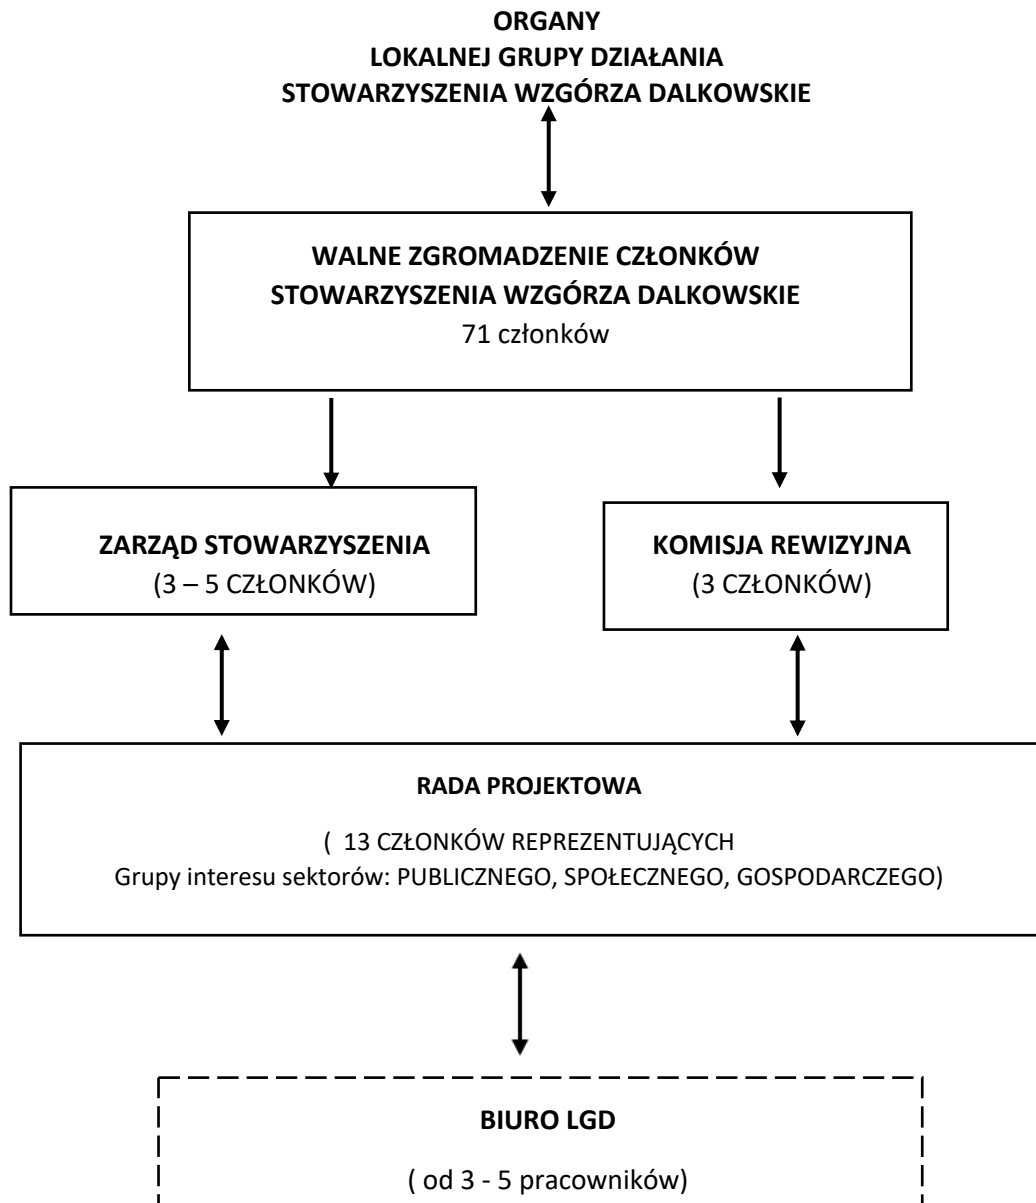 ORGANY
LOKALNEJ GRUPY DZIAŁANIA
STOWARZYSZENIA WZGÓRZA DALKOWSKIE
WALNE ZGROMADZENIE CZŁONKÓW
STOWARZYSZENIA WZGÓRZA DALKOWSKIE
71 członków
ZARZĄD STOWARZYSZENIA
(3 – 5 CZŁONKÓW)
KOMISJA REWIZYJNA
(3 CZŁONKÓW)
RADA PROJEKTOWA
( 13 CZŁONKÓW REPREZENTUJĄCYCH
Grupy interesu sektorów: PUBLICZNEGO, SPOŁECZNEGO, GOSPODARCZEGO)
BIURO LGD
( od 3 - 5 pracowników)